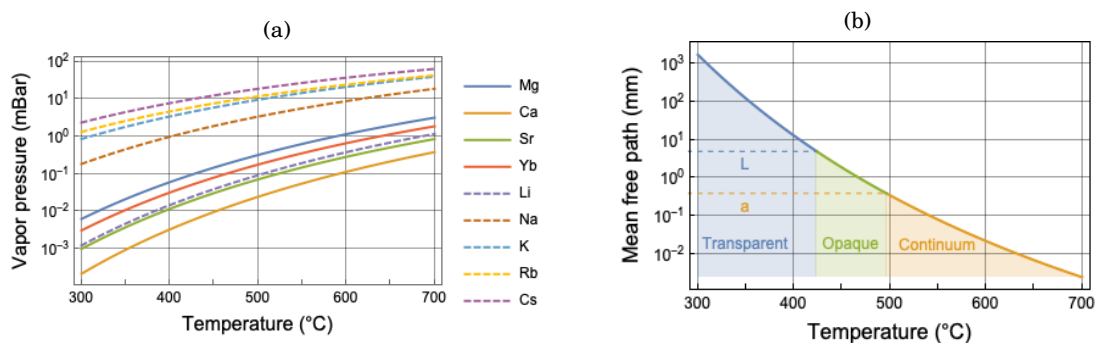 (a)
Vapor pressure (mBar)
10²
10¹
10⁰
10⁻¹
10⁻²
10⁻³
300 400 500 600 700
Temperature (°C)
Mg
Ca
Sr
Yb
Li
Na
K
Rb
Cs
(b)
Mean free path (mm)
10³
10²
10¹
10⁰
10⁻¹
10⁻²
L
a
Transparent Opaque Continuum
300 400 500 600 700
Temperature (°C)